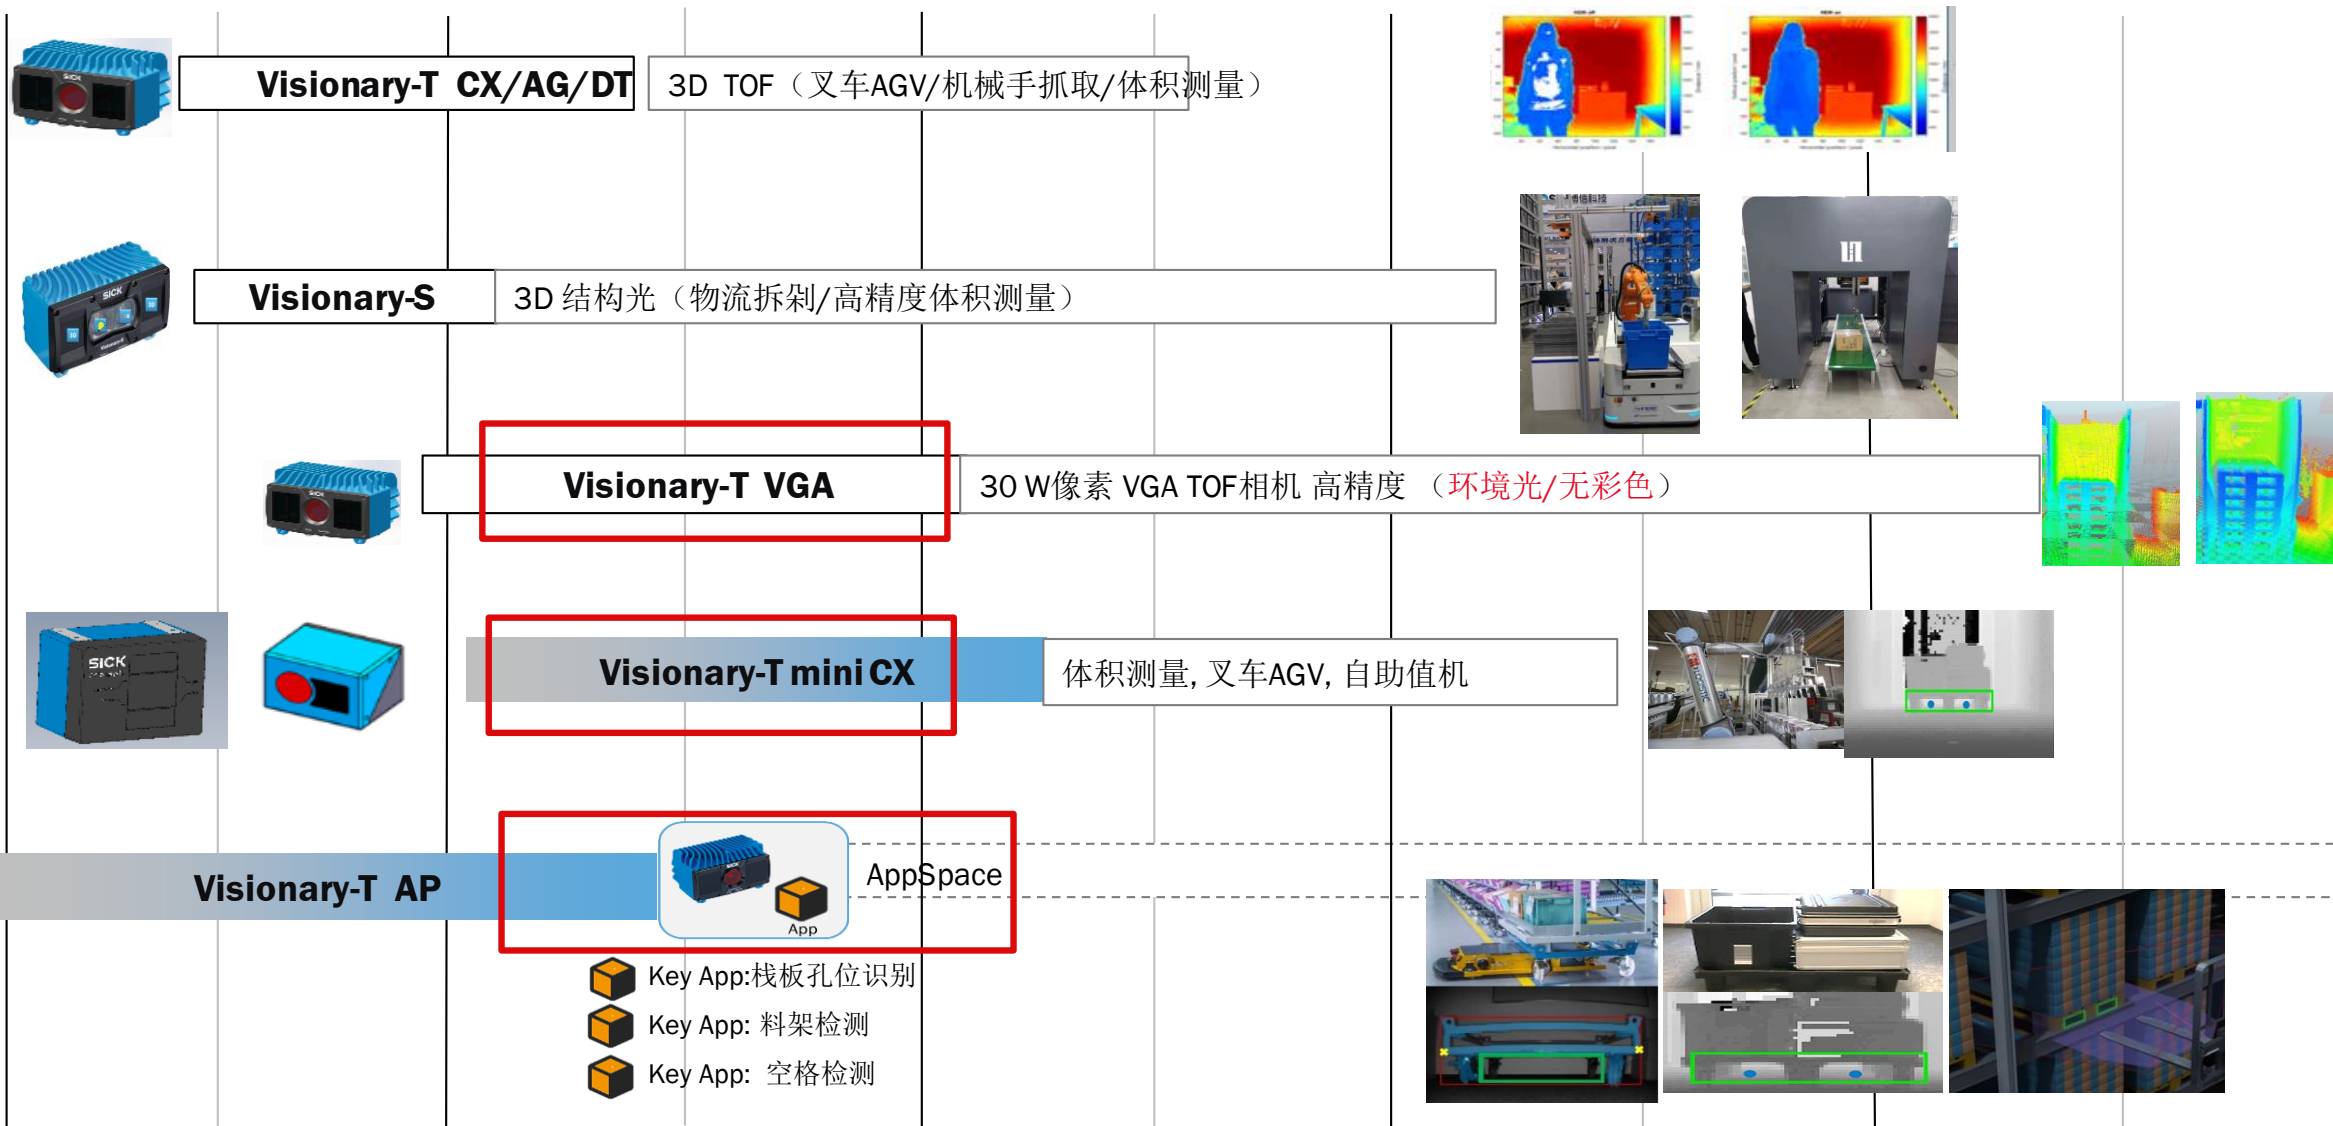 SICK
Visionary-T CX/AG/DT
3D TOF（叉车AGV/机械手抓取/体积测量）
SICK
Visionary-S
3D 结构光（物流拆剁/高精度体积测量）
SICK
Visionary-T VGA
30 W像素 VGA TOF相机 高精度 （环境光/无彩色）
SICK
Visionary-T mini CX
体积测量, 叉车AGV, 自助值机
Visionary-T AP
SICK
App
AppSpace
Key App:栈板孔位识别
Key App: 料架检测
Key App: 空格检测